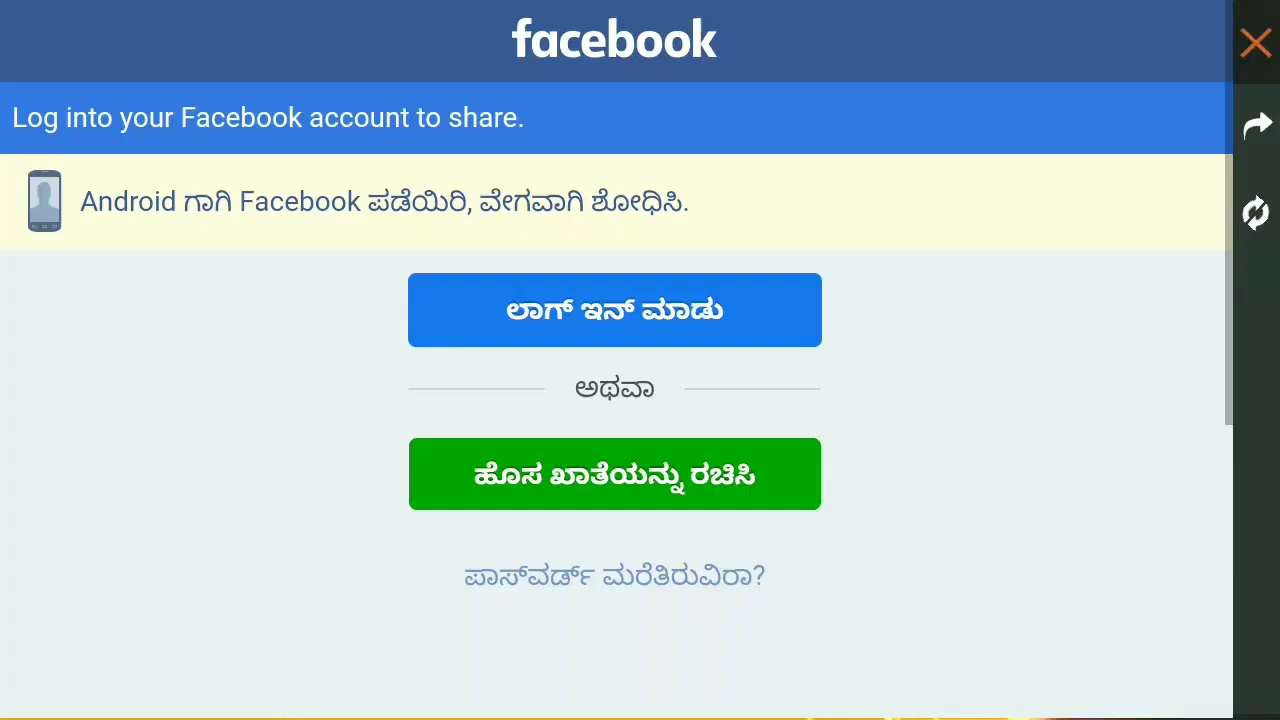 facebook
Log into your Facebook account to share.
Android ಗಾಗಿ Facebook ಪಡೆಯಿರಿ, ವೇಗವಾಗಿ ಶೋಧಿಸಿ.
ಲಾಗ್ ಇನ್ ಮಾಡು
ಅಥವಾ
ಹೊಸ ಖಾತೆಯನ್ನು ರಚಿಸಿ
ಪಾಸ್‌ವರ್ಡ್ ಮರೆತಿರುವಿರಾ?